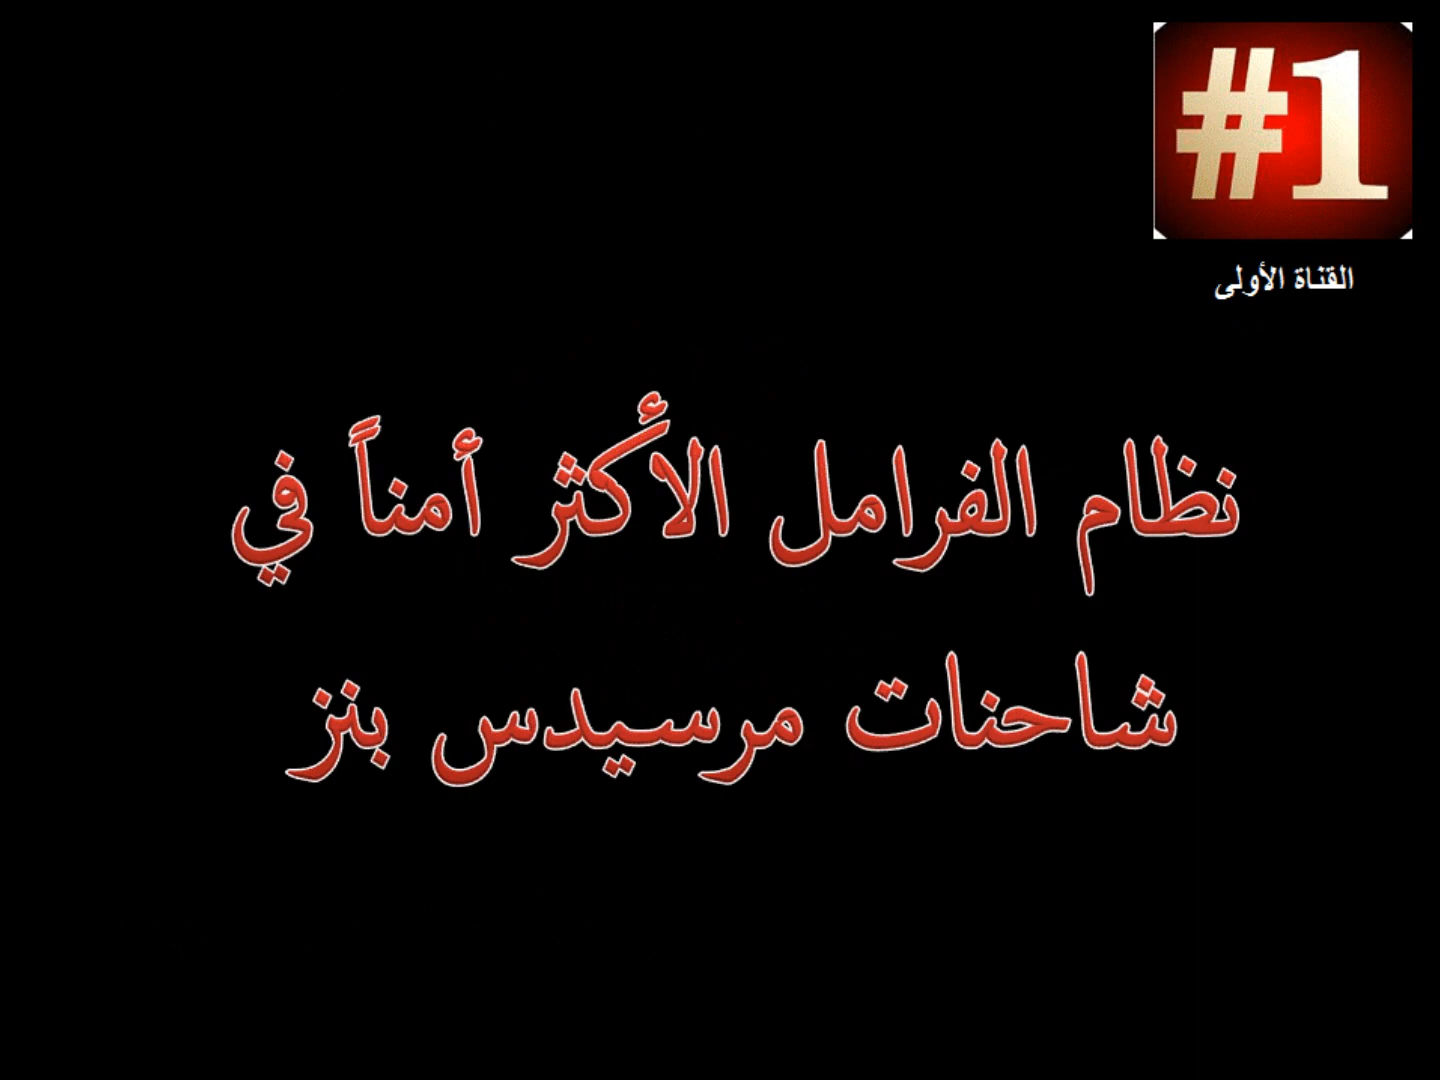 #1
القناة الأولى
نظام الفرامل الأكثر أمناً في
شاحنات مرسيدس بنز